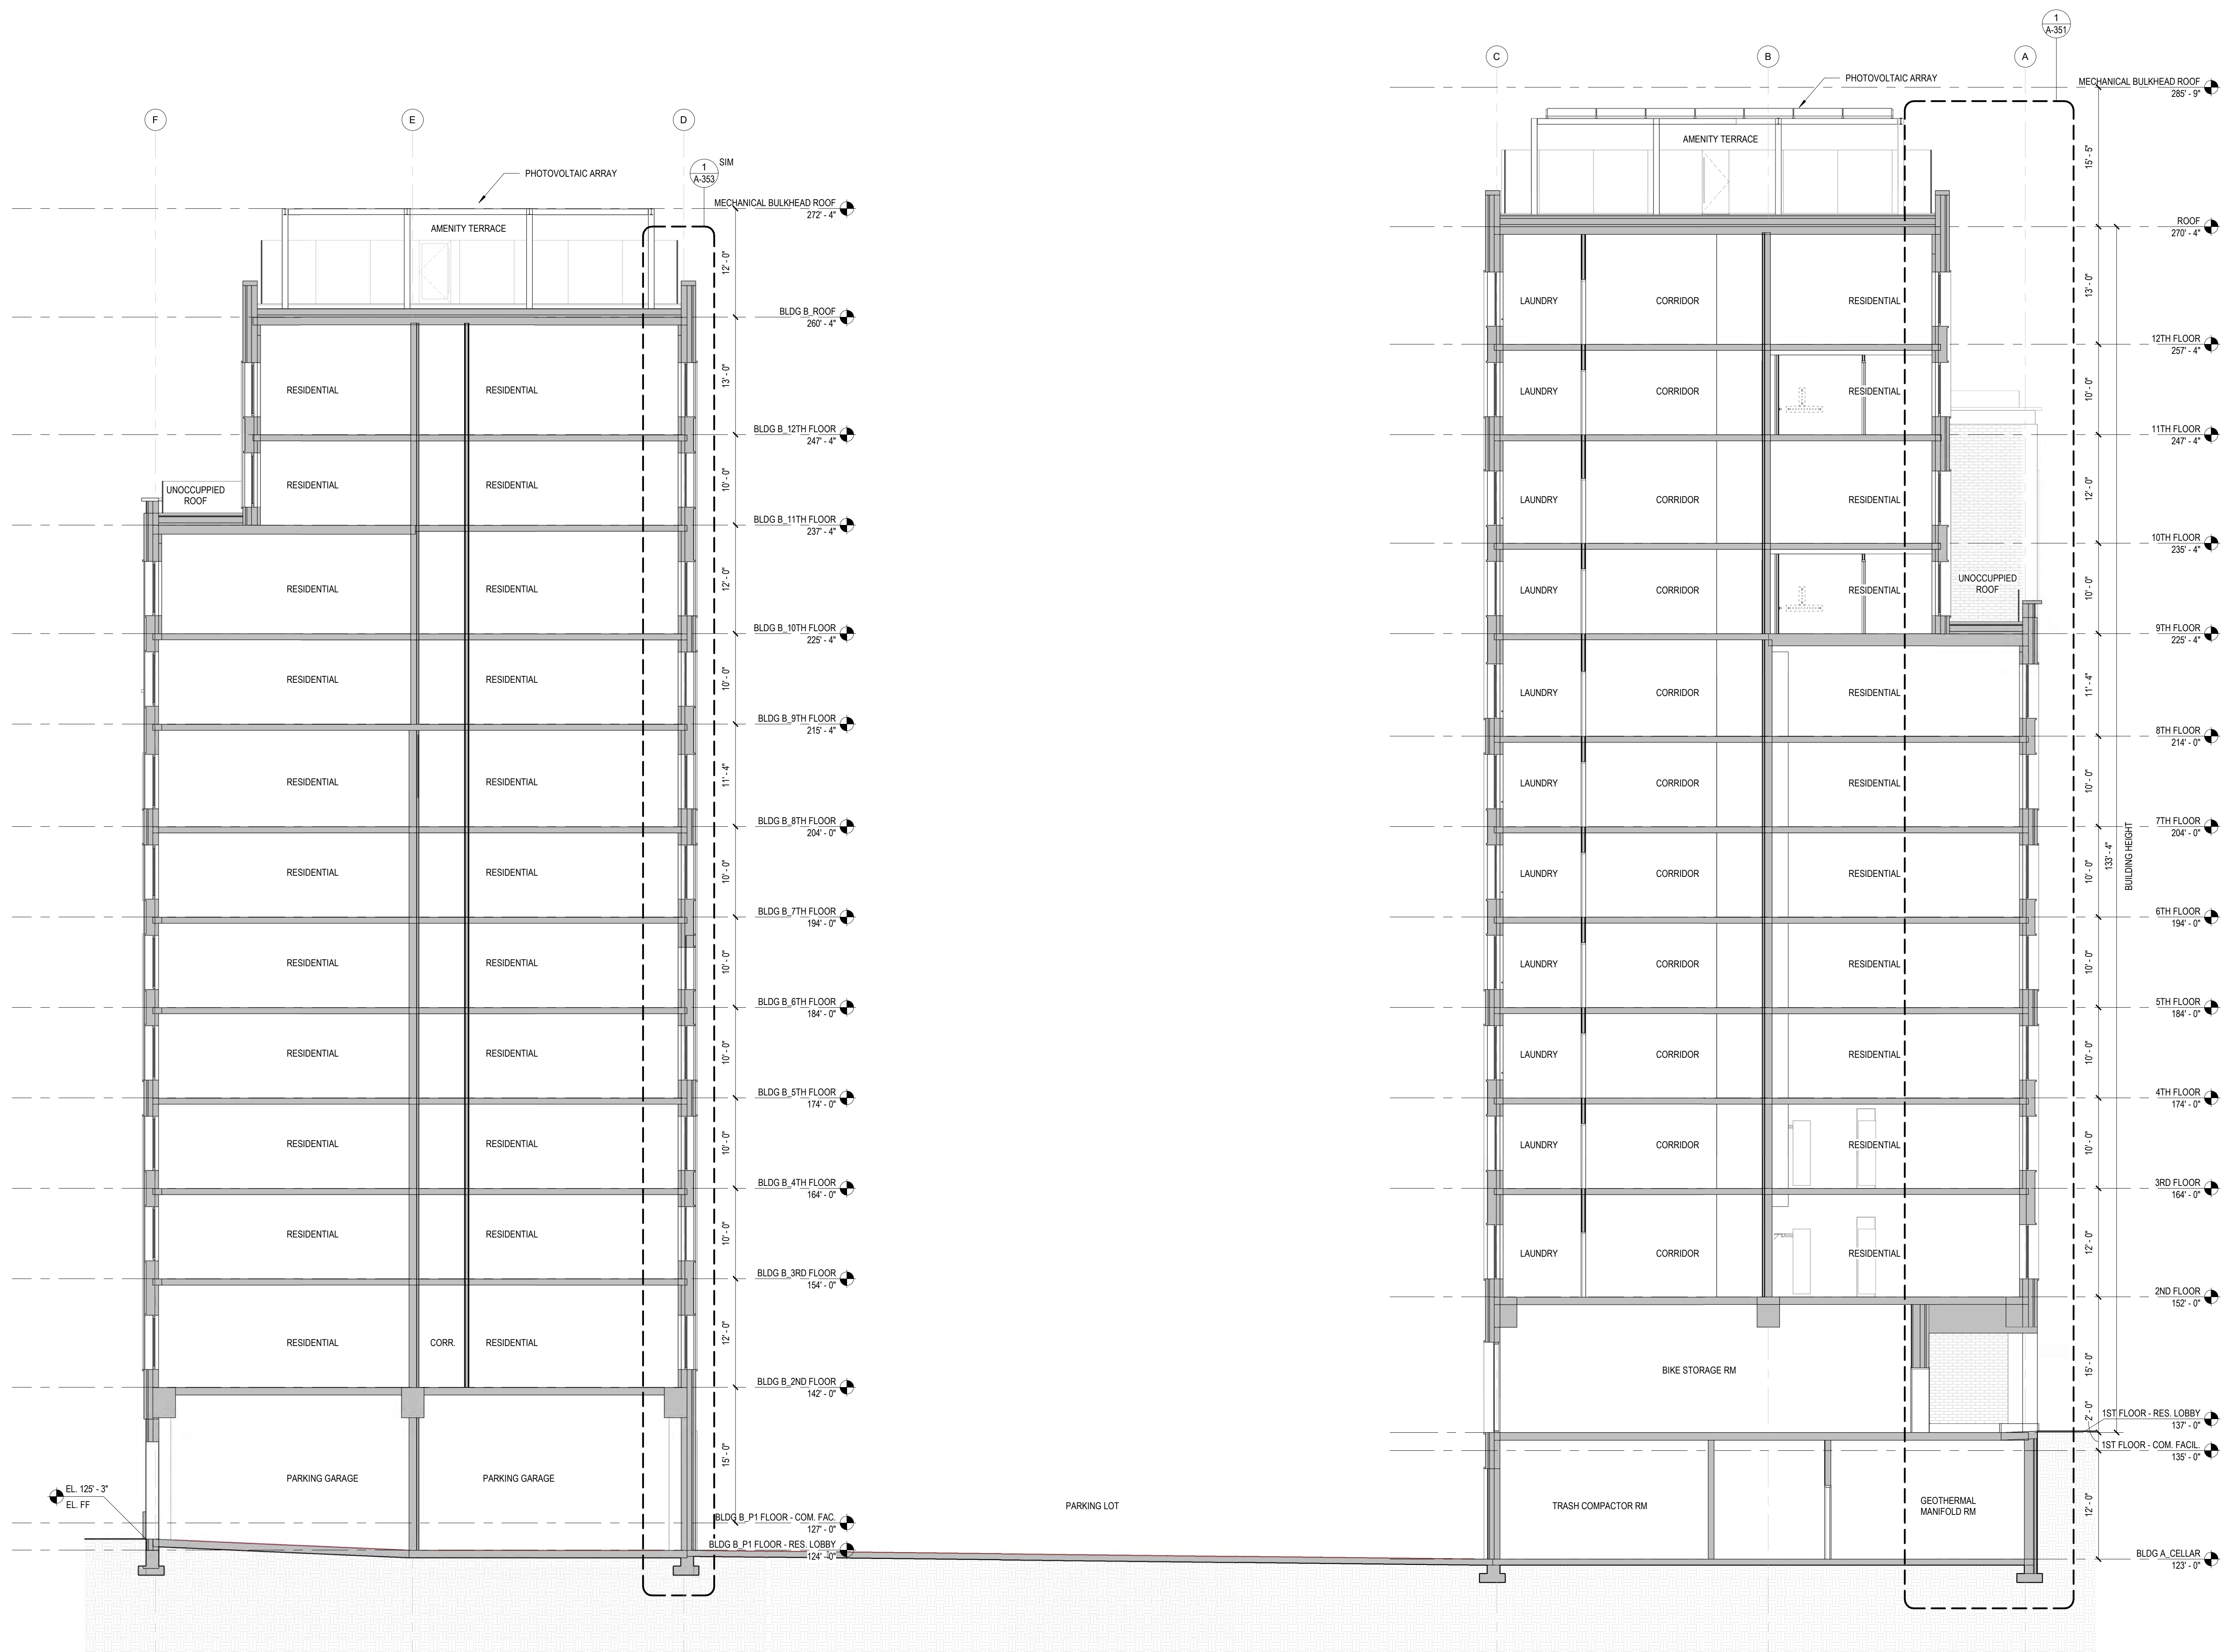 1
A-351
C
B
A
PHOTOVOLTAIC ARRAY
MECHANICAL BULKHEAD ROOF
285' - 9"
AMENITY TERRACE
15' - 5"
ROOF
270' - 4"
LAUNDRY
CORRIDOR
RESIDENTIAL
13' - 0"
12TH FLOOR
257' - 4"
LAUNDRY
CORRIDOR
RESIDENTIAL
10' - 0"
11TH FLOOR
247' - 4"
LAUNDRY
CORRIDOR
RESIDENTIAL
12' - 0"
10TH FLOOR
235' - 4"
LAUNDRY
CORRIDOR
RESIDENTIAL
UNOCCUPPIED
ROOF
10' - 0"
9TH FLOOR
225' - 4"
LAUNDRY
CORRIDOR
RESIDENTIAL
11' - 4"
8TH FLOOR
214' - 0"
LAUNDRY
CORRIDOR
RESIDENTIAL
10' - 0"
7TH FLOOR
204' - 0"
LAUNDRY
CORRIDOR
RESIDENTIAL
10' - 0"
133' - 4"
BUILDING HEIGHT
6TH FLOOR
194' - 0"
LAUNDRY
CORRIDOR
RESIDENTIAL
10' - 0"
5TH FLOOR
184' - 0"
LAUNDRY
CORRIDOR
RESIDENTIAL
10' - 0"
4TH FLOOR
174' - 0"
LAUNDRY
CORRIDOR
RESIDENTIAL
10' - 0"
3RD FLOOR
164' - 0"
LAUNDRY
CORRIDOR
RESIDENTIAL
12' - 0"
2ND FLOOR
152' - 0"
BIKE STORAGE RM
15' - 0"
2' - 0"
1ST FLOOR - RES. LOBBY
137' - 0"
1ST FLOOR - COM. FACIL.
135' - 0"
TRASH COMPACTOR RM
GEOTHERMAL
MANIFOLD RM
12' - 0"
BLDG A_CELLAR
123' - 0"
F
E
D
1
A-353
SIM
PHOTOVOLTAIC ARRAY
MECHANICAL BULKHEAD ROOF
272' - 4"
AMENITY TERRACE
12' - 0"
BLDG B_ROOF
260' - 4"
RESIDENTIAL
RESIDENTIAL
13' - 0"
BLDG B_12TH FLOOR
247' - 4"
UNOCCUPPIED
ROOF
RESIDENTIAL
RESIDENTIAL
10' - 0"
BLDG B_11TH FLOOR
237' - 4"
RESIDENTIAL
RESIDENTIAL
12' - 0"
BLDG B_10TH FLOOR
225' - 4"
RESIDENTIAL
RESIDENTIAL
10' - 0"
BLDG B_9TH FLOOR
215' - 4"
RESIDENTIAL
RESIDENTIAL
11' - 4"
BLDG B_8TH FLOOR
204' - 0"
RESIDENTIAL
RESIDENTIAL
10' - 0"
BLDG B_7TH FLOOR
194' - 0"
RESIDENTIAL
RESIDENTIAL
10' - 0"
BLDG B_6TH FLOOR
184' - 0"
RESIDENTIAL
RESIDENTIAL
10' - 0"
BLDG B_5TH FLOOR
174' - 0"
RESIDENTIAL
RESIDENTIAL
10' - 0"
BLDG B_4TH FLOOR
164' - 0"
RESIDENTIAL
RESIDENTIAL
10' - 0"
BLDG B_3RD FLOOR
154' - 0"
RESIDENTIAL
CORR.
RESIDENTIAL
12' - 0"
BLDG B_2ND FLOOR
142' - 0"
PARKING GARAGE
PARKING GARAGE
15' - 0"
EL. 125' - 3"
EL. FF
BLDG B_P1 FLOOR - COM. FAC.
127' - 0"
BLDG B_P1 FLOOR - RES. LOBBY
124' - 0"
PARKING LOT